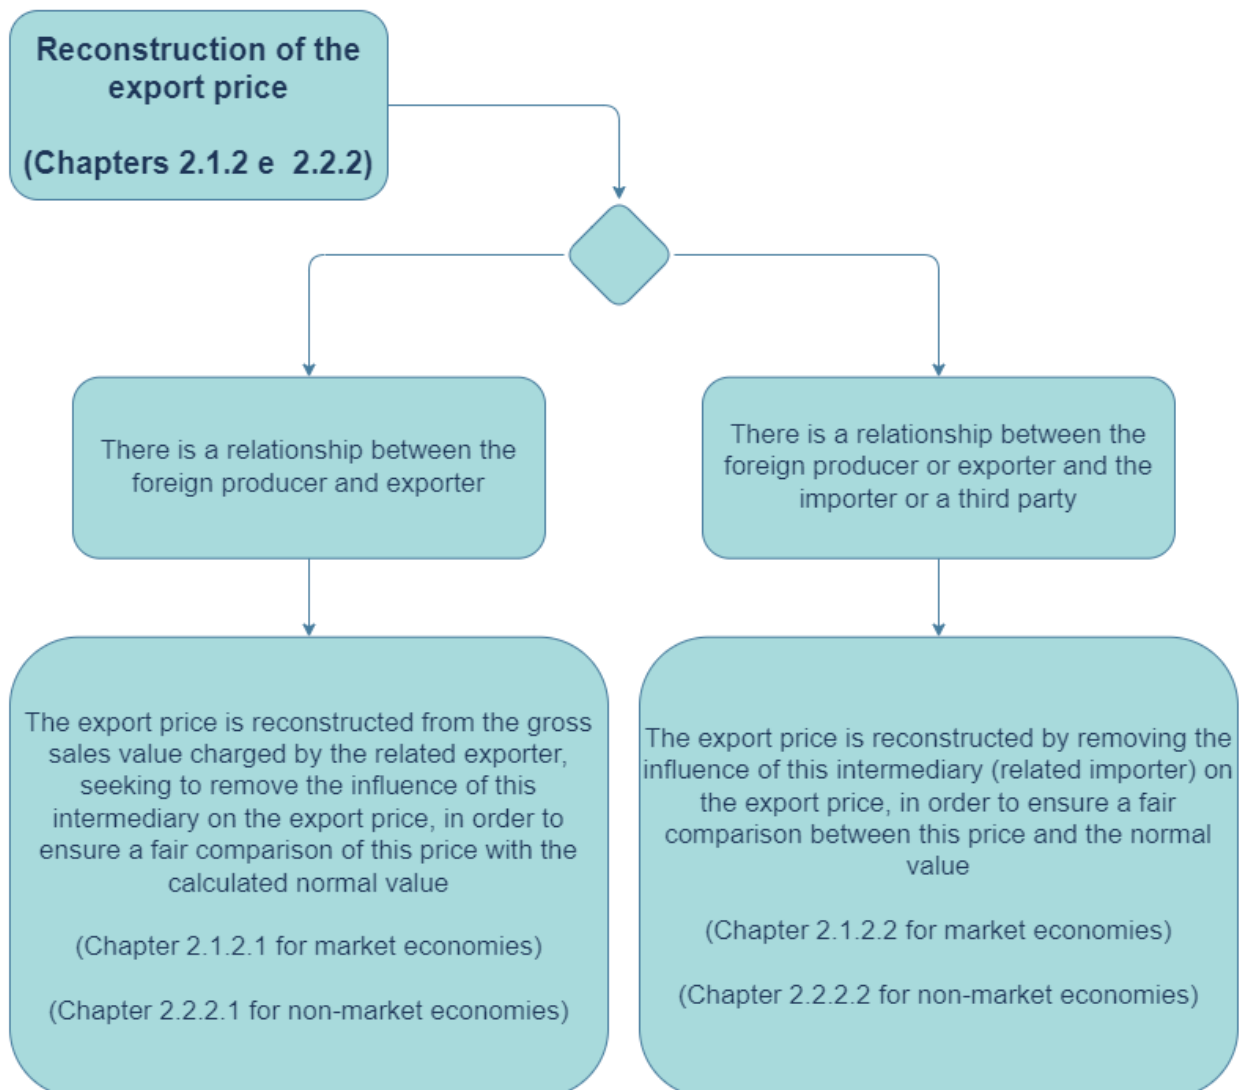 Reconstruction of the
export price
(Chapters 2.1.2 e  2.2.2)
There is a relationship between the
foreign producer and exporter
There is a relationship between the
foreign producer or exporter and the
importer or a third party
The export price is reconstructed from the gross
sales value charged by the related exporter,
seeking to remove the influence of this
intermediary on the export price, in order to
ensure a fair comparison of this price with the
calculated normal value
(Chapter 2.1.2.1 for market economies)
(Chapter 2.2.2.1 for non-market economies)
The export price is reconstructed by removing the
influence of this intermediary (related importer) on
the export price, in order to ensure a fair
comparison between this price and the normal
value
(Chapter 2.1.2.2 for market economies)
(Chapter 2.2.2.2 for non-market economies)